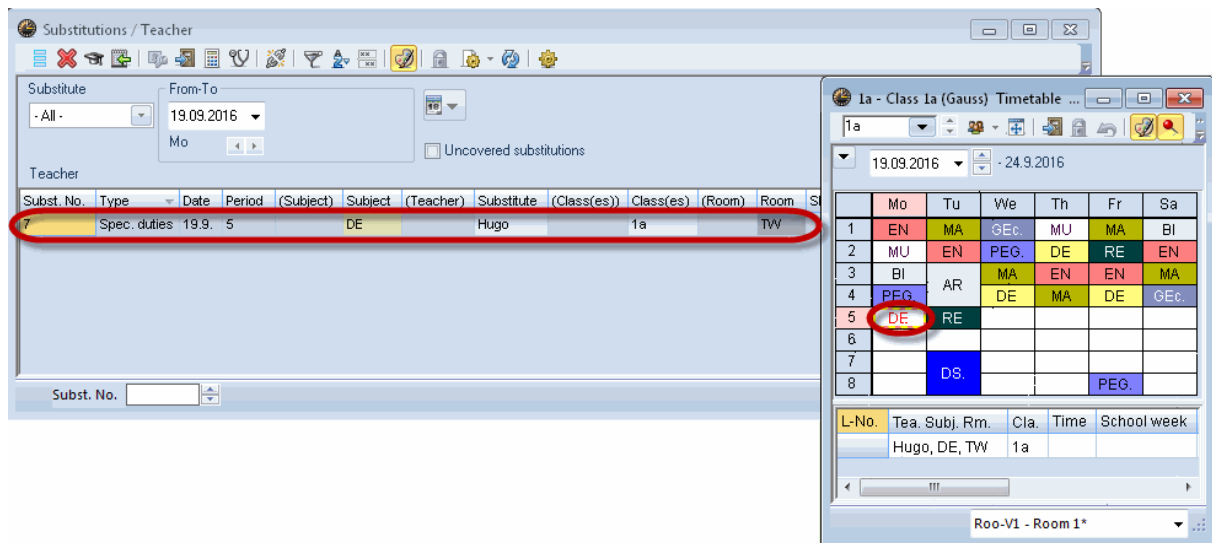 Substitutions / Teacher
Substitute From-To
- All - 19.09.2016
Mo Uncovered substitutions
Teacher
Subst. No. Type Date Period (Subject) Subject (Teacher) Substitute (Class(es)) Class(es) (Room) Room
7 Spec. duties 19.9. 5 DE Hugo 1a TW
Subst. No.
1a - Class 1a (Gauss) Timetable ...
1a
19.09.2016 - 24.9.2016
Mo Tu We Th Fr Sa
1 EN MA GEc. MU MA BI
2 MU EN PEG. DE RE EN
3 BI AR MA EN EN MA
4 PEG. DE MA DE GEc.
5 DE RE
6
7 DS.
8 PEG.
L-No. Tea. Subj. Rm. Cla. Time School week
Hugo, DE, TW 1a
Roo-V1 - Room 1*